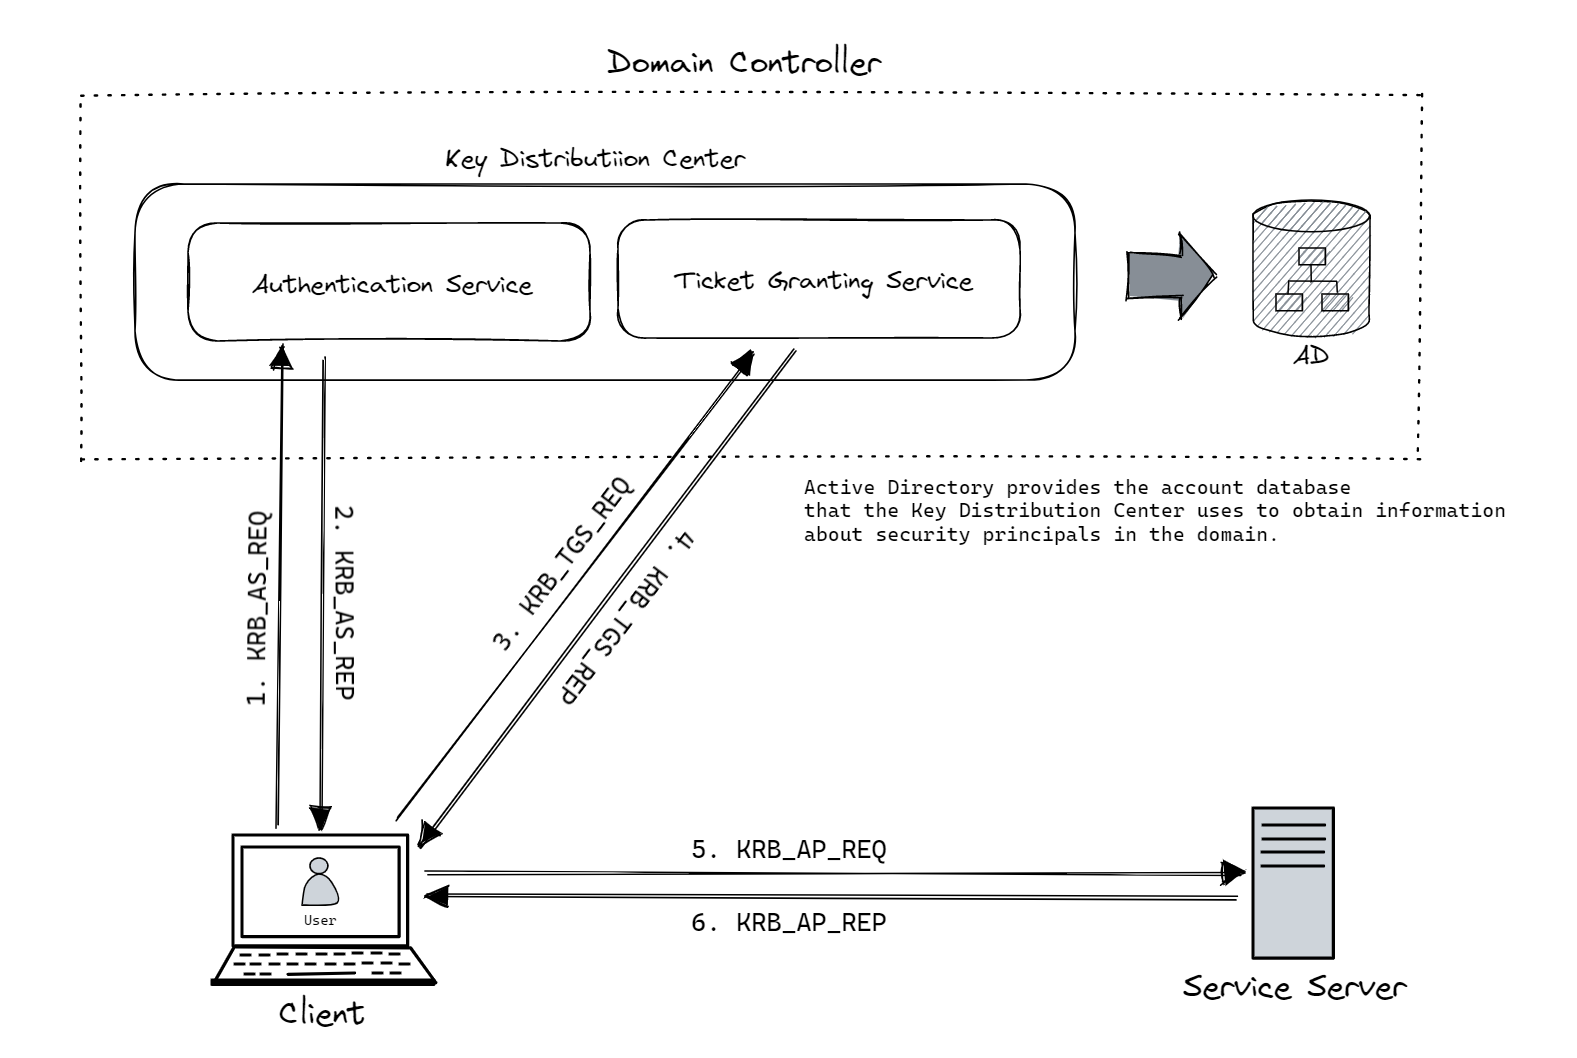 Domain Controller
Key Distributiion Center
Authentication Service
Ticket Granting Service
AD
Active Directory provides the account database
that the Key Distribution Center uses to obtain information
about security principals in the domain.
1. KRB_AS_REQ
2. KRB_AS_REP
3. KRB_TGS_REQ
4. KRB_TGS_REP
5. KRB_AP_REQ
6. KRB_AP_REP
User
Client
Service Server